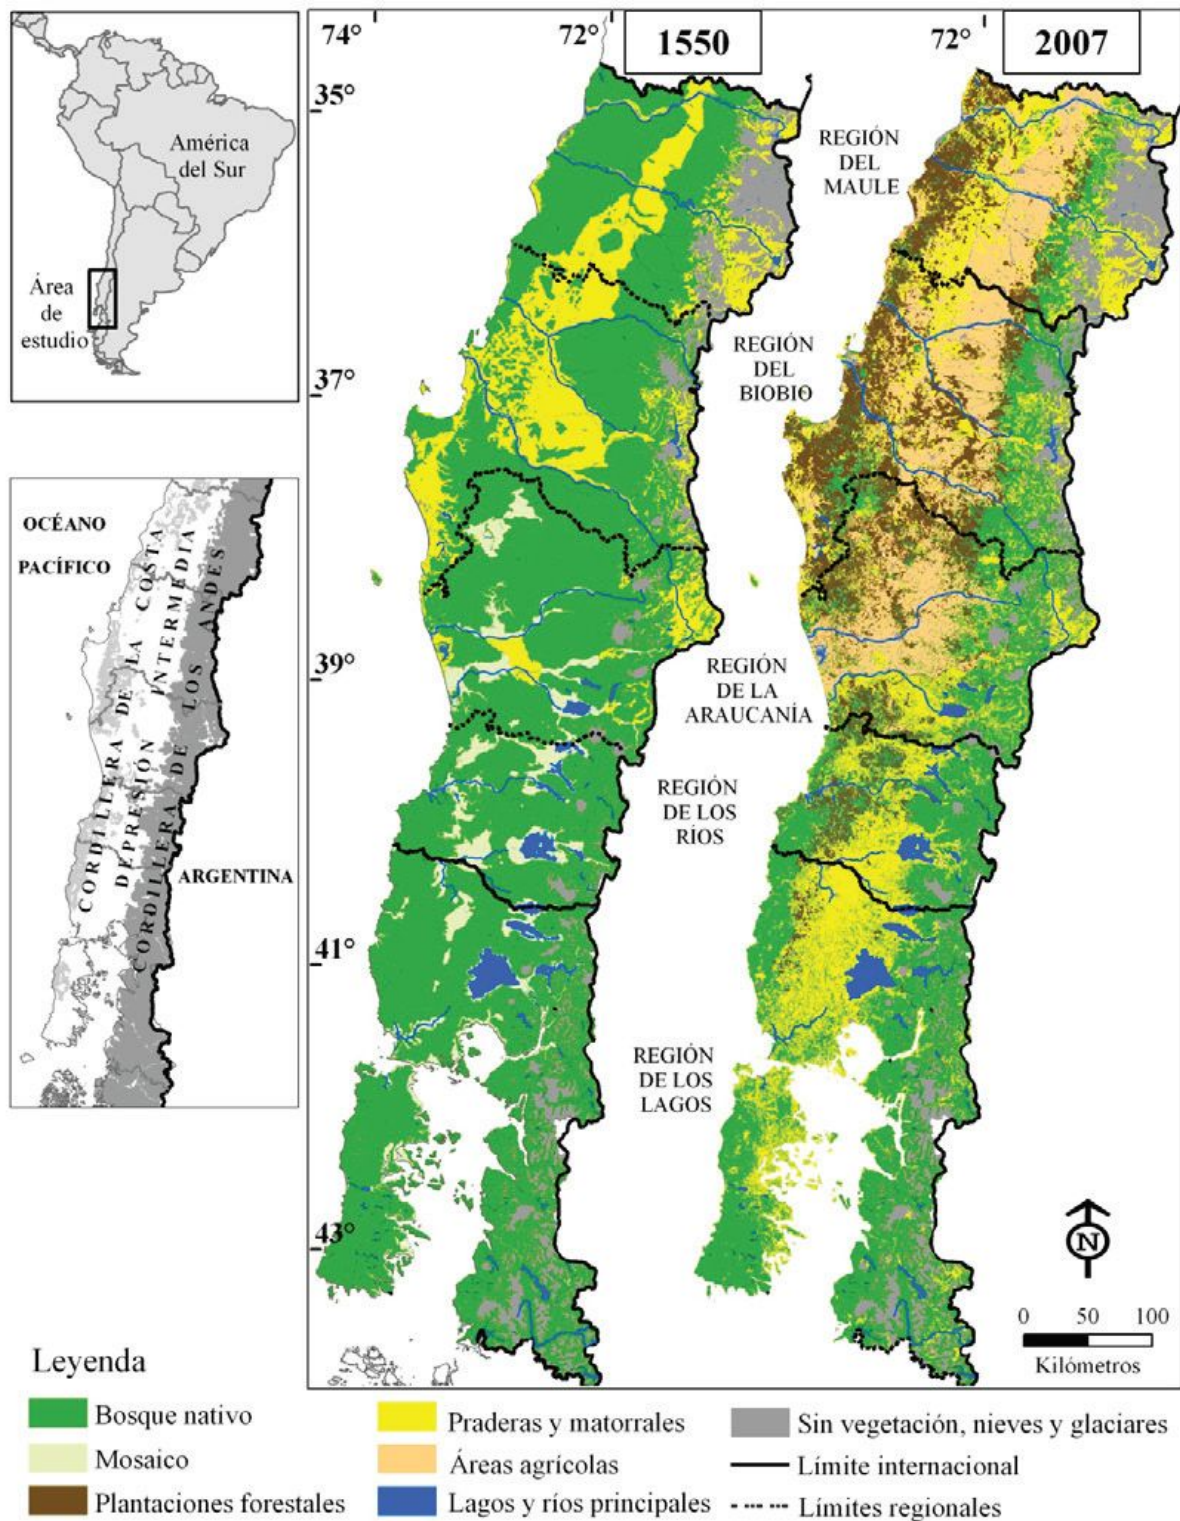 América
del Sur
Área
de
estudio
OCÉANO
PACÍFICO
CORDILLERA DE LA COSTA
DEPRESIÓN INTERMEDIA
CORDILLERA DE LOS ANDES
ARGENTINA
74°
72°
1550
72°
2007
35°
37°
39°
41°
43°
REGIÓN
DEL
MAULE
REGIÓN
DEL
BIOBIO
REGIÓN
DE LA
ARAUCANÍA
REGIÓN
DE LOS
RÍOS
REGIÓN
DE LOS
LAGOS
N
0 50 100
Kilómetros
Leyenda
Bosque nativo
Mosaico
Plantaciones forestales
Praderas y matorrales
Áreas agrícolas
Lagos y ríos principales
Sin vegetación, nieves y glaciares
Límite internacional
Límites regionales